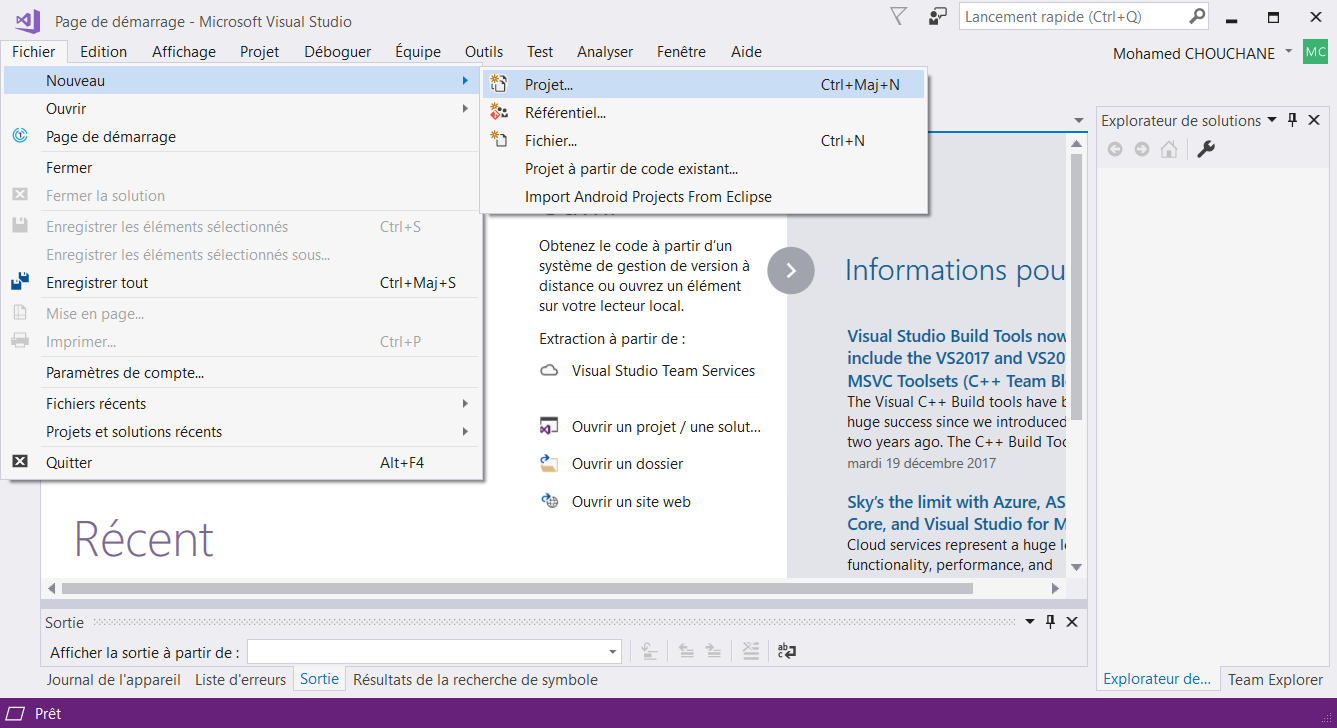 Page de démarrage - Microsoft Visual Studio
Lancement rapide (Ctrl+Q)
Fichier Edition Affichage Projet Déboguer Équipe Outils Test Analyser Fenêtre Aide
Mohamed CHOUCHANE MC
Nouveau
Ouvrir
Page de démarrage
Fermer
Fermer la solution
Enregistrer les éléments sélectionnés Ctrl+S
Enregistrer les éléments sélectionnés sous...
Enregistrer tout Ctrl+Maj+S
Mise en page...
Imprimer... Ctrl+P
Paramètres de compte...
Fichiers récents
Projets et solutions récents
Quitter Alt+F4
Projet... Ctrl+Maj+N
Référentiel...
Fichier... Ctrl+N
Projet à partir de code existant...
Import Android Projects From Eclipse
Obtenez le code à partir d'un
système de gestion de version à
distance ou ouvrez un élément
sur votre lecteur local.
Extraction à partir de :
Visual Studio Team Services
Ouvrir un projet / une solut...
Ouvrir un dossier
Ouvrir un site web
Récent
Informations pou
Visual Studio Build Tools now
include the VS2017 and VS20
MSVC Toolsets (C++ Team Bl
The Visual C++ Build tools have b
huge success since we introduced
two years ago. The C++ Build Too
mardi 19 décembre 2017
Sky's the limit with Azure, AS
Core, and Visual Studio for M
Cloud services represent a huge l
functionality, performance, and
Explorateur de solutions
Sortie
Afficher la sortie à partir de :
Journal de l'appareil Liste d'erreurs Sortie Résultats de la recherche de symbole
Explorateur de... Team Explorer
Prêt